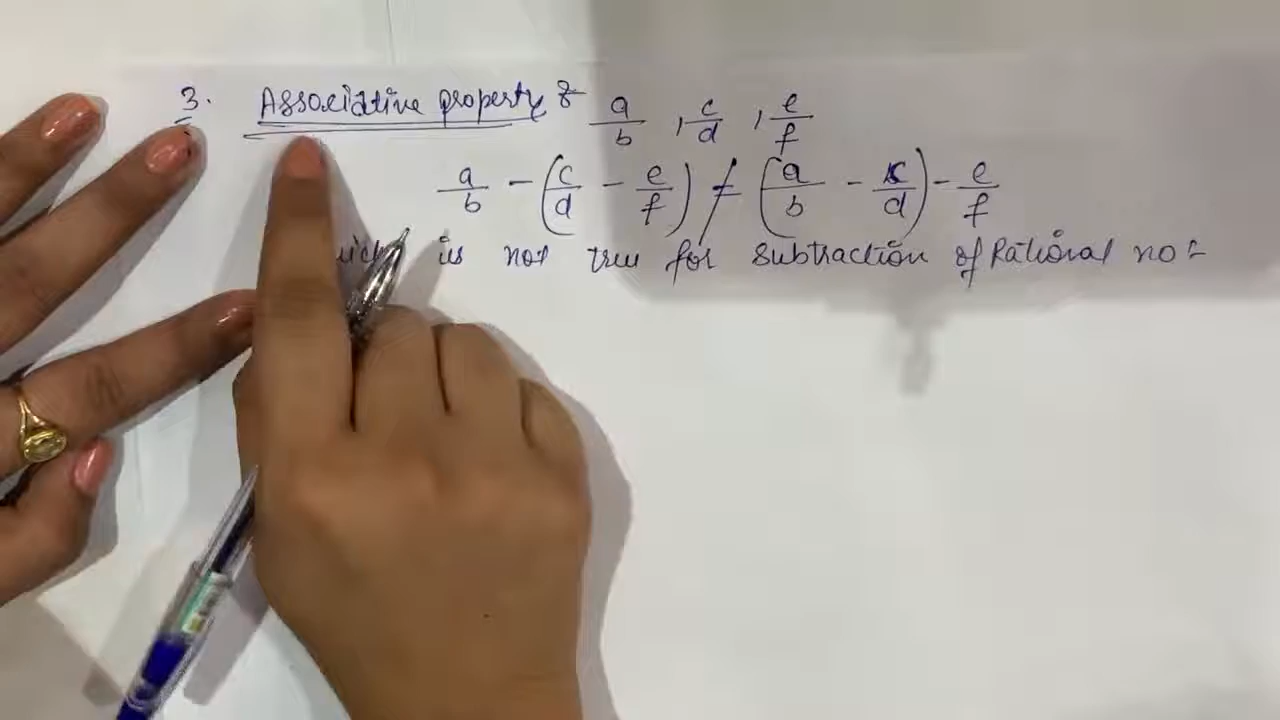 3. Associative property :- a/b , c/d , e/f
a/b - (c/d - e/f) ≠ (a/b - c/d) - e/f
is not true for subtraction of Rational no:-